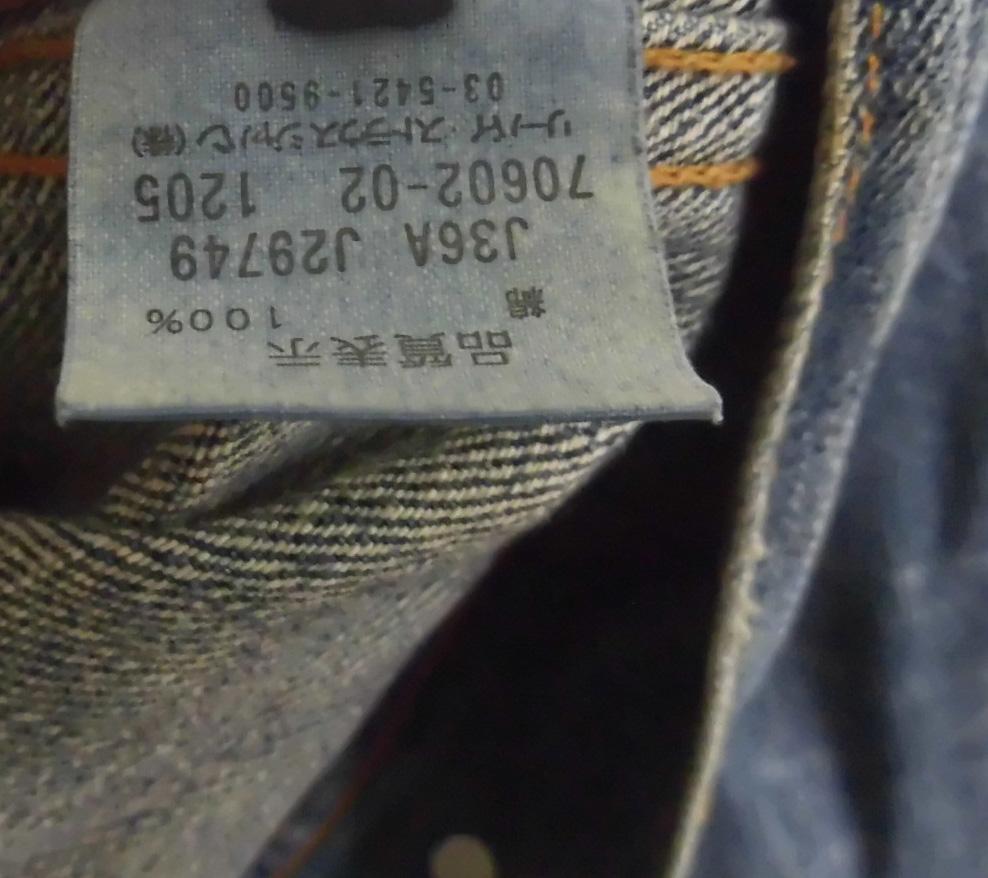 品質表示
綿 100%
J36A J29749
70602-02 1205
リーバイ・ストラウスジャパン(株)
03-5421-9500